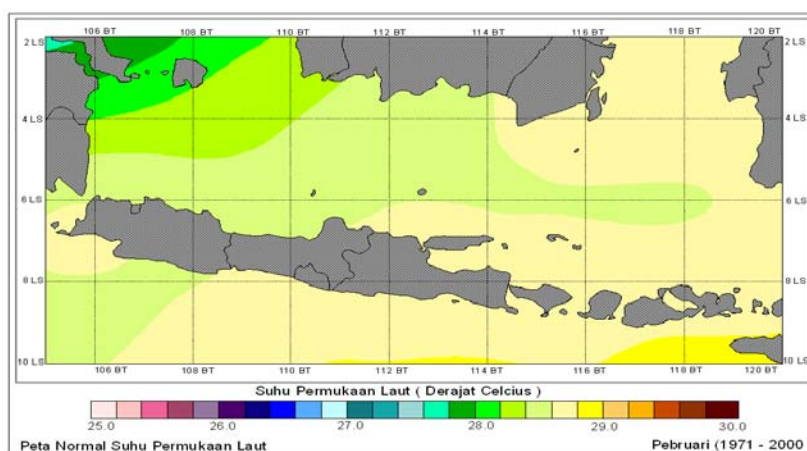 106 BT 108 BT 110 BT 112 BT 114 BT 116 BT 118 BT 120 BT
2 LS 2 LS
4 LS 4 LS
6 LS 6 LS
8 LS 8 LS
10 LS 10 LS
106 BT 108 BT 110 BT 112 BT 114 BT 116 BT 118 BT 120 BT
Suhu Permukaan Laut ( Derajat Celcius )
25.0 26.0 27.0 28.0 29.0 30.0
Peta Normal Suhu Permukaan Laut Pebruari (1971 - 2000